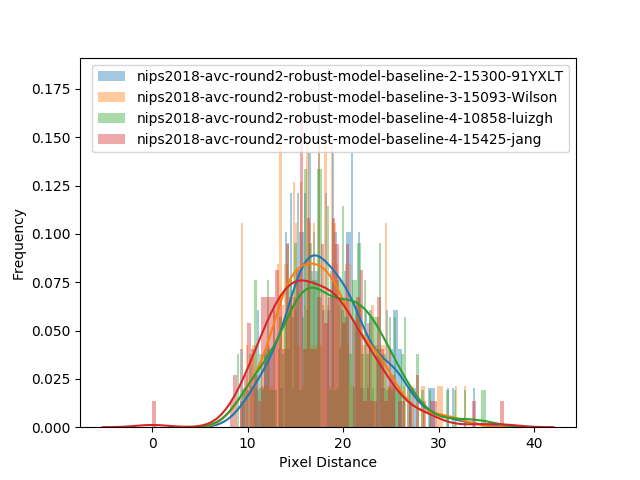 nips2018-avc-round2-robust-model-baseline-2-15300-91YXLT
nips2018-avc-round2-robust-model-baseline-3-15093-Wilson
nips2018-avc-round2-robust-model-baseline-4-10858-luizgh
nips2018-avc-round2-robust-model-baseline-4-15425-jang
0.175
0.150
0.125
0.100
0.075
0.050
0.025
0.000
Frequency
0 10 20 30 40
Pixel Distance